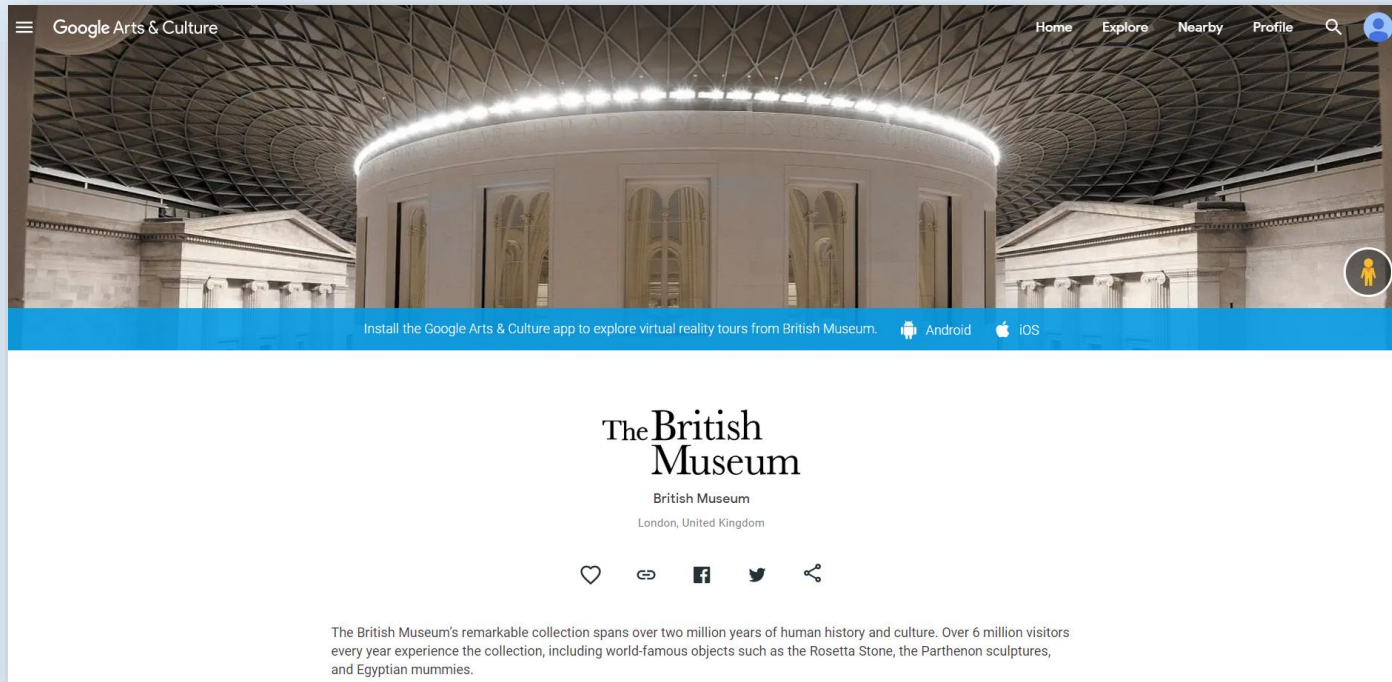 Google Arts & Culture
Home Explore Nearby Profile
Install the Google Arts & Culture app to explore virtual reality tours from British Museum. Android iOS
The British
Museum
British Museum
London, United Kingdom
The British Museum's remarkable collection spans over two million years of human history and culture. Over 6 million visitors
every year experience the collection, including world-famous objects such as the Rosetta Stone, the Parthenon sculptures,
and Egyptian mummies.